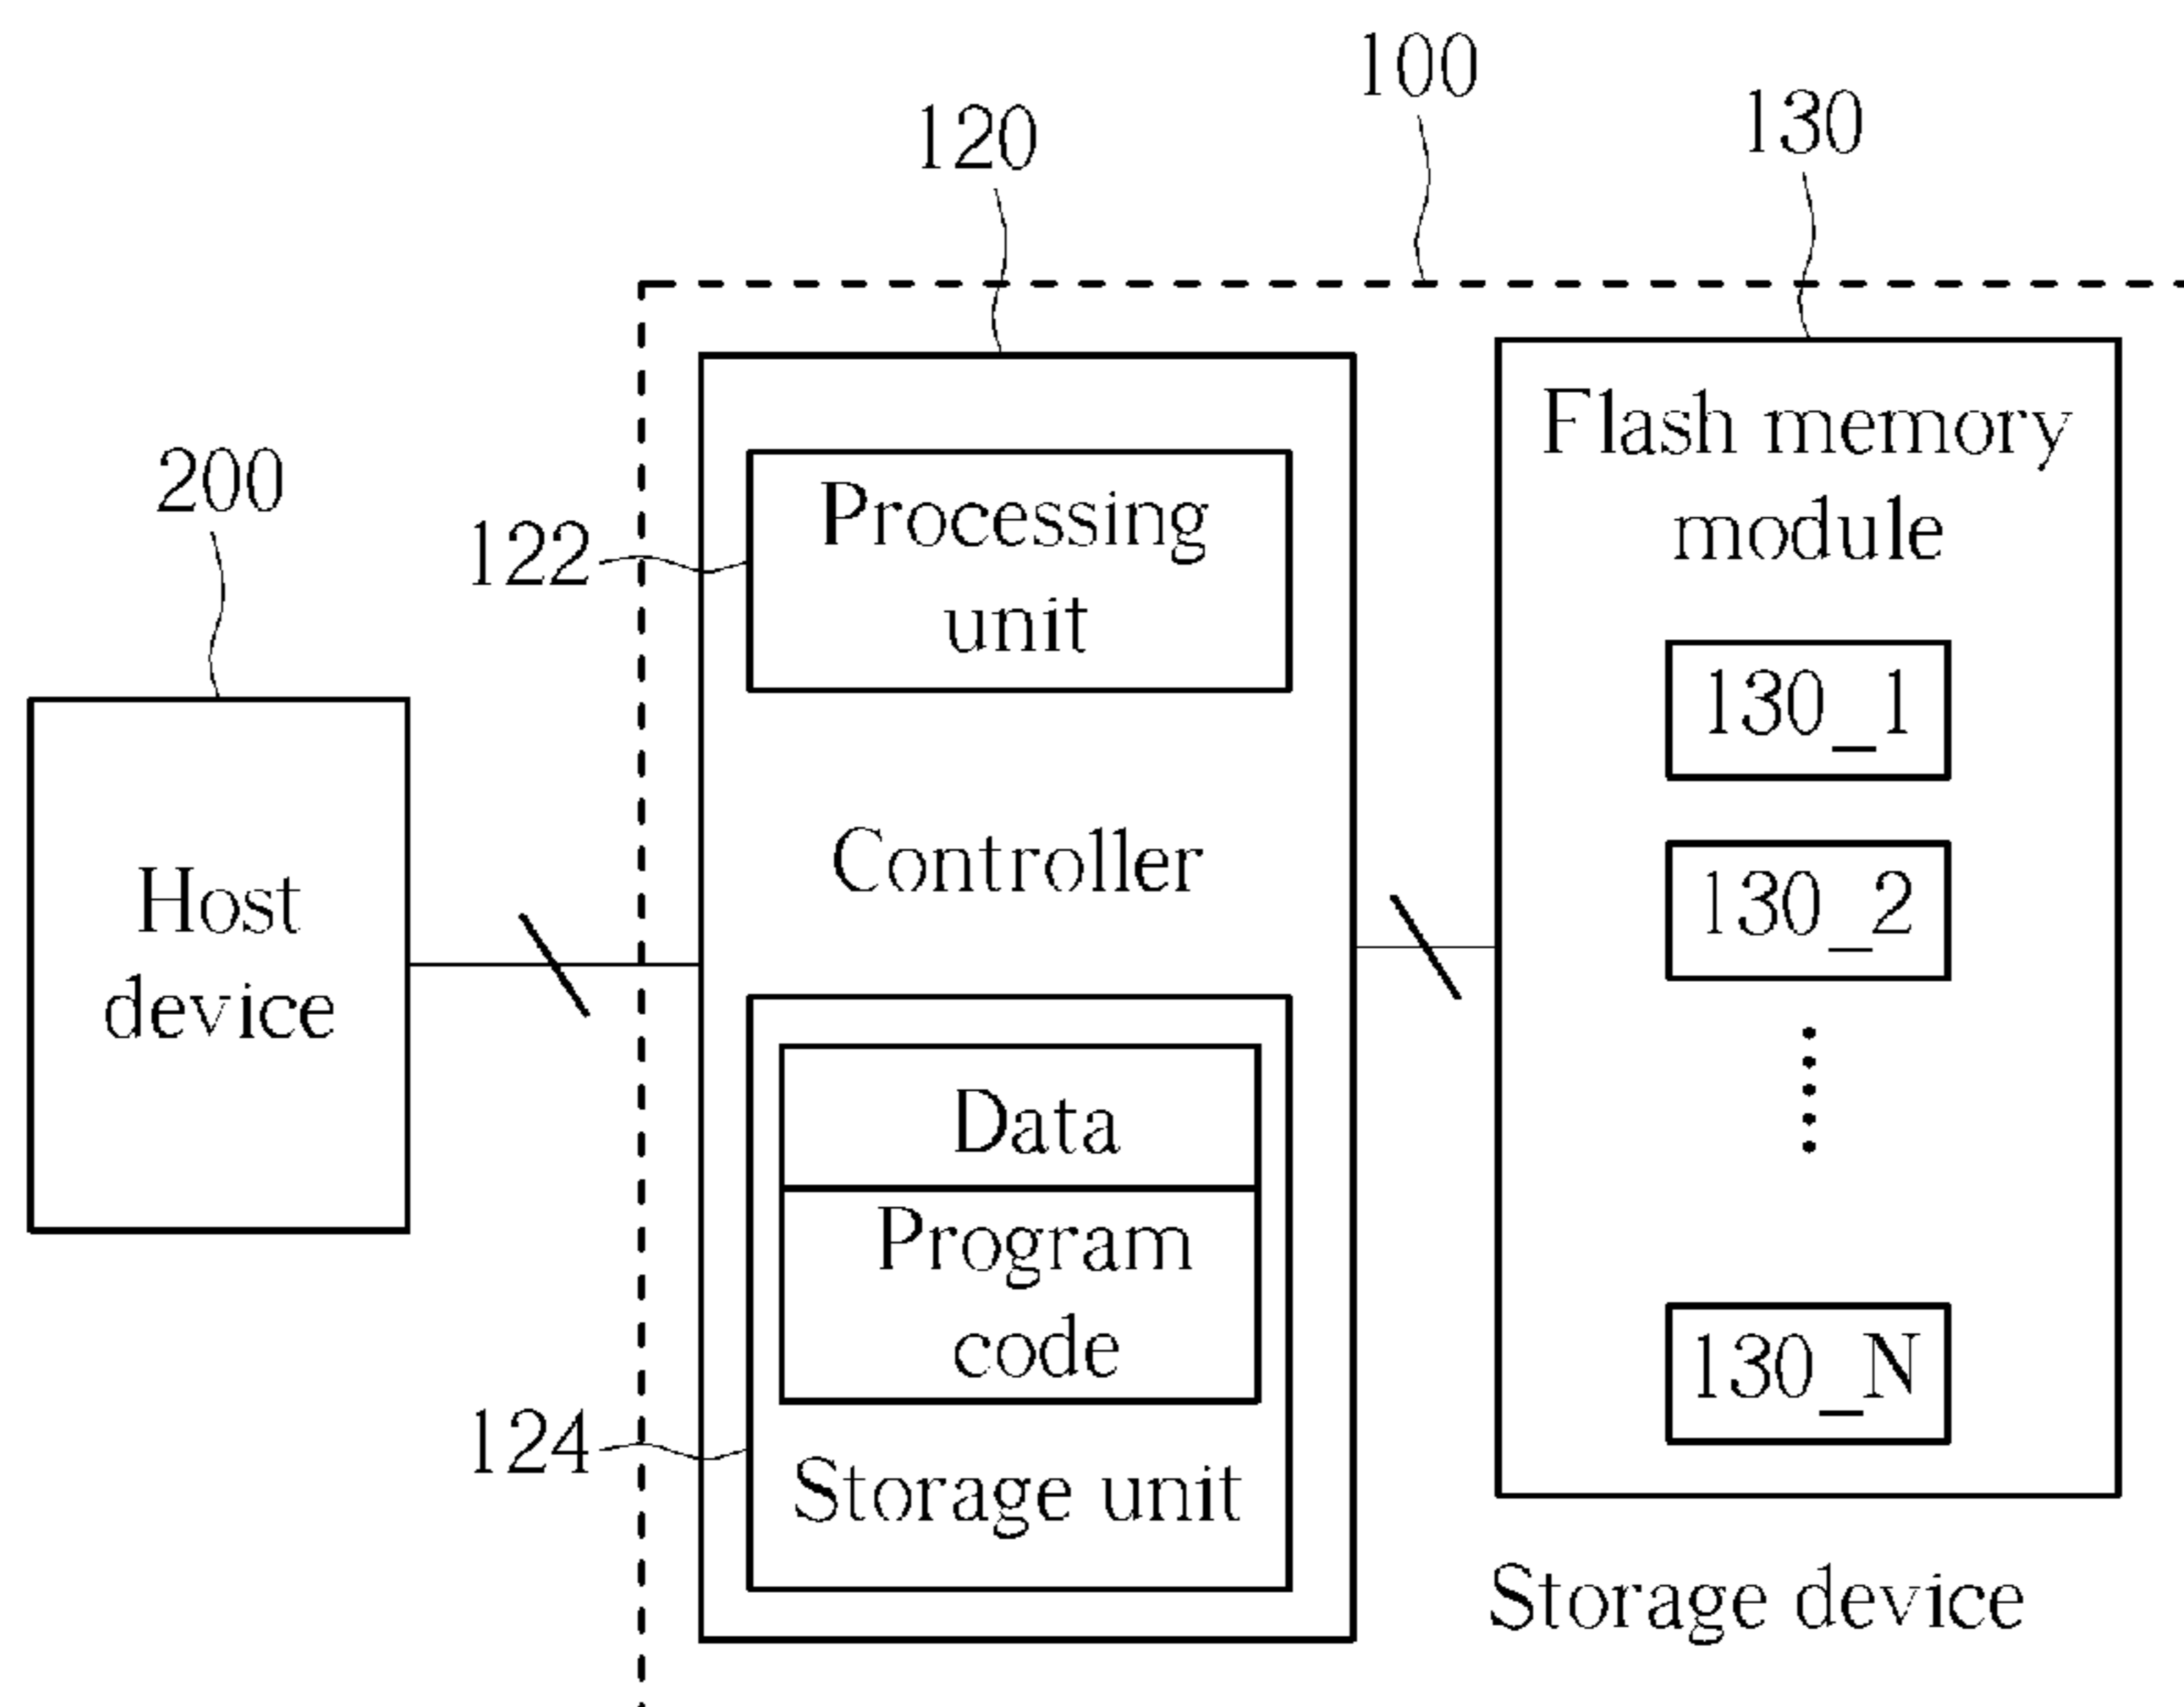 100
130
120
200
122
Processing
unit
Flash memory
module
130_1
130_2
130_N
Host
device
Controller
Data
Program
code
124
Storage unit
Storage device